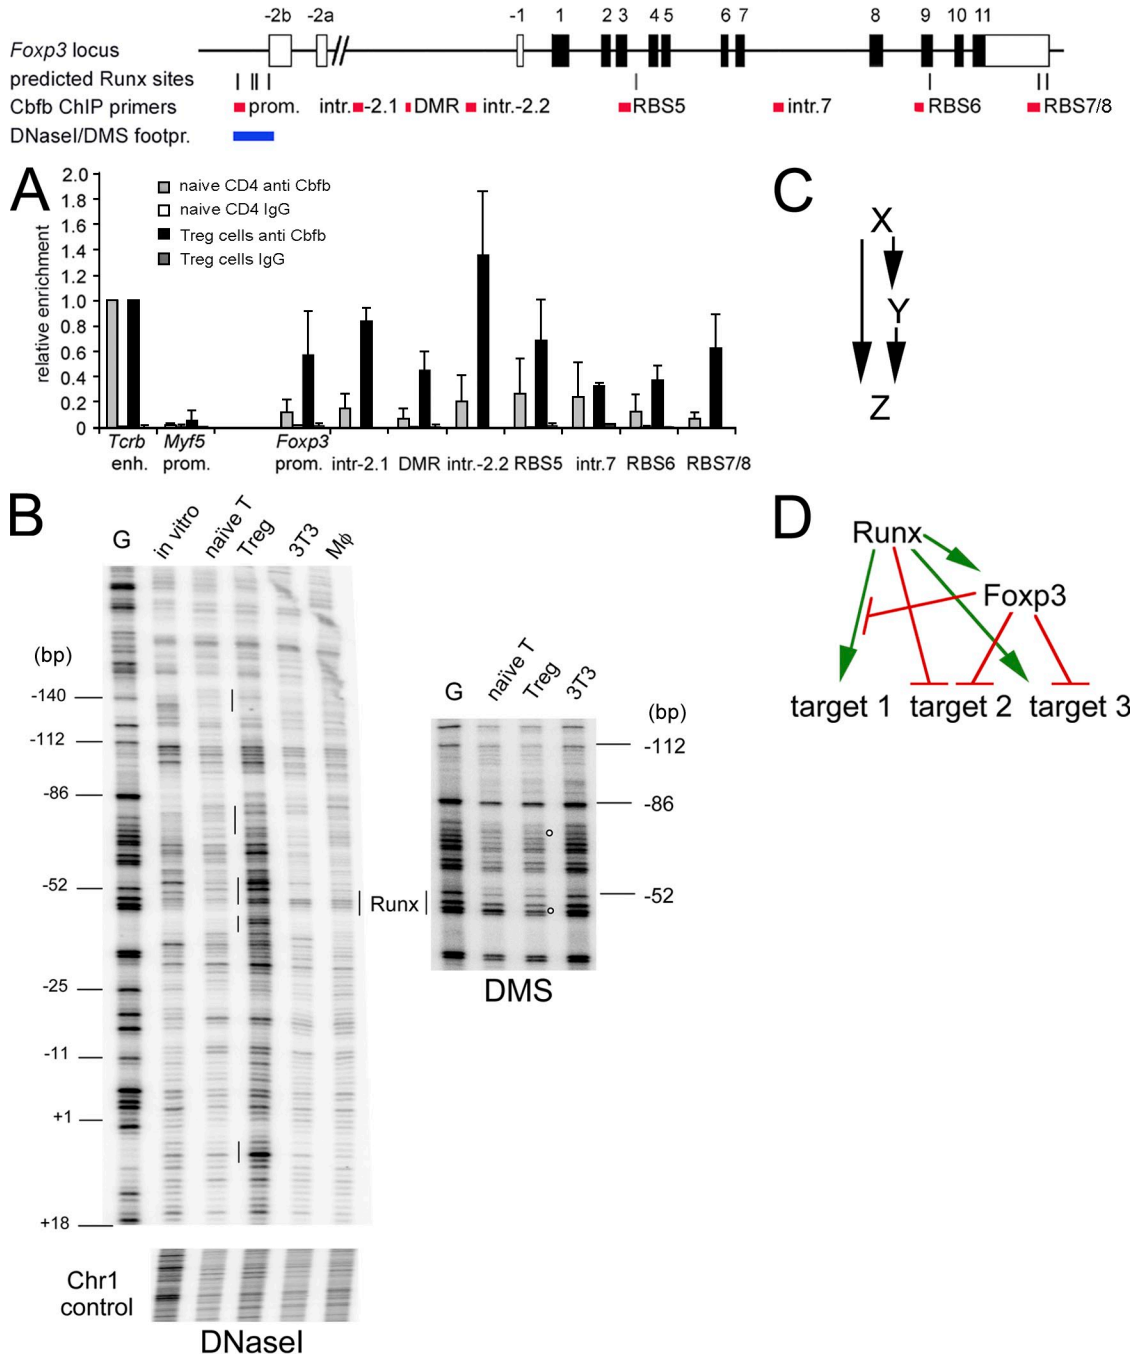 -2b -2a -1 1 2 3 4 5 6 7 8 9 10 11
Foxp3 locus
predicted Runx sites
Cbfb ChIP primers prom. intr.-2.1 DMR intr.-2.2 RBS5 intr.7 RBS6 RBS7/8
DNaseI/DMS footpr.
A
relative enrichment
2.0
1.8
1.6
1.4
1.2
1.0
0.8
0.6
0.4
0.2
0
naive CD4 anti Cbfb
naive CD4 IgG
Treg cells anti Cbfb
Treg cells IgG
Tcrb Myf5 Foxp3
enh. prom. prom. intr-2.1 DMR intr.-2.2 RBS5 intr.7 RBS6 RBS7/8
C
X
Y
Z
B
G in vitro naïve T Treg 3T3 Mϕ
(bp)
-140
-112
-86
-52
-25
-11
+1
+18
Runx
Chr1
control
DNaseI
G naïve T Treg 3T3
(bp)
-112
-86
-52
DMS
D
Runx
Foxp3
target 1 target 2 target 3